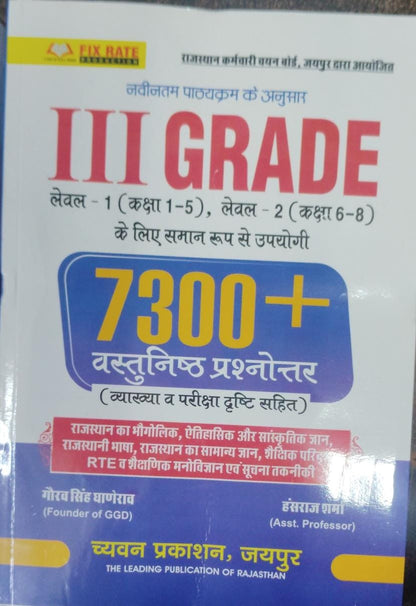 FIX RATE
PRODUCTION
राजस्थान कर्मचारी चयन बोर्ड, जयपुर द्वारा आयोजित
नवीनतम पाठ्यक्रम के अनुसार
III GRADE
लेवल - 1 (कक्षा 1-5), लेवल - 2 (कक्षा 6-8)
के लिए समान रूप से उपयोगी
7300+
वस्तुनिष्ठ प्रश्नोत्तर
(व्याख्या व परीक्षा दृष्टि सहित)
राजस्थान का भौगोलिक, ऐतिहासिक और सांस्कृतिक ज्ञान,
राजस्थानी भाषा, राजस्थान का सामान्य ज्ञान, शैक्षिक
RTE व शैक्षणिक मनोविज्ञान एवं सूचना तकनीकी
गौरव सिंह घाणेराव
(Founder of GGD)
हंसराज शर्मा
(Asst. Professor)
च्यवन प्रकाशन, जयपुर
THE LEADING PUBLICATION OF RAJASTHAN